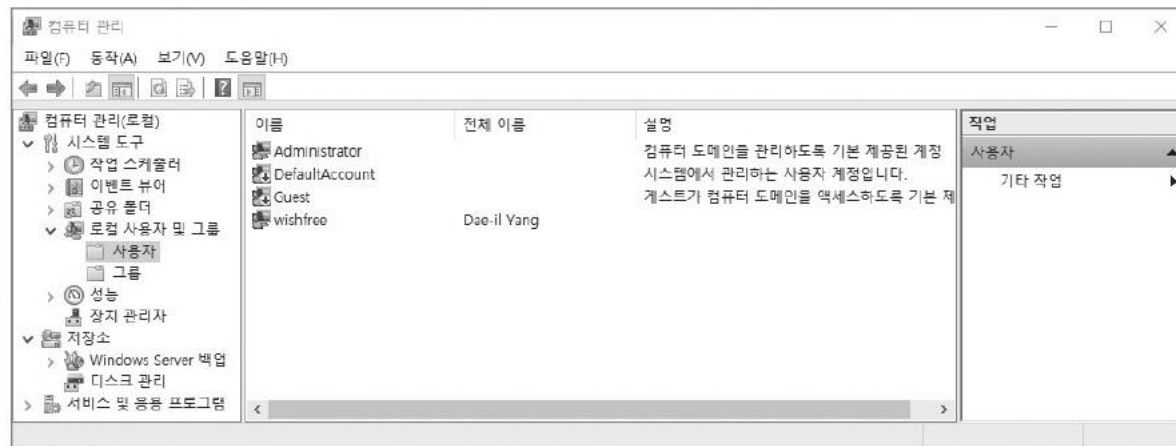 컴퓨터 관리
파일(F) 동작(A) 보기(V) 도움말(H)
컴퓨터 관리(로컬)
시스템 도구
작업 스케줄러
이벤트 뷰어
공유 폴더
로컬 사용자 및 그룹
사용자
그룹
성능
장치 관리자
저장소
Windows Server 백업
디스크 관리
서비스 및 응용 프로그램
이름 전체 이름 설명
Administrator 컴퓨터 도메인을 관리하도록 기본 제공된 계정
DefaultAccount 시스템에서 관리하는 사용자 계정입니다.
Guest 게스트가 컴퓨터 도메인을 액세스하도록 기본 제
wishfree Dae-il Yang
작업
사용자
기타 작업